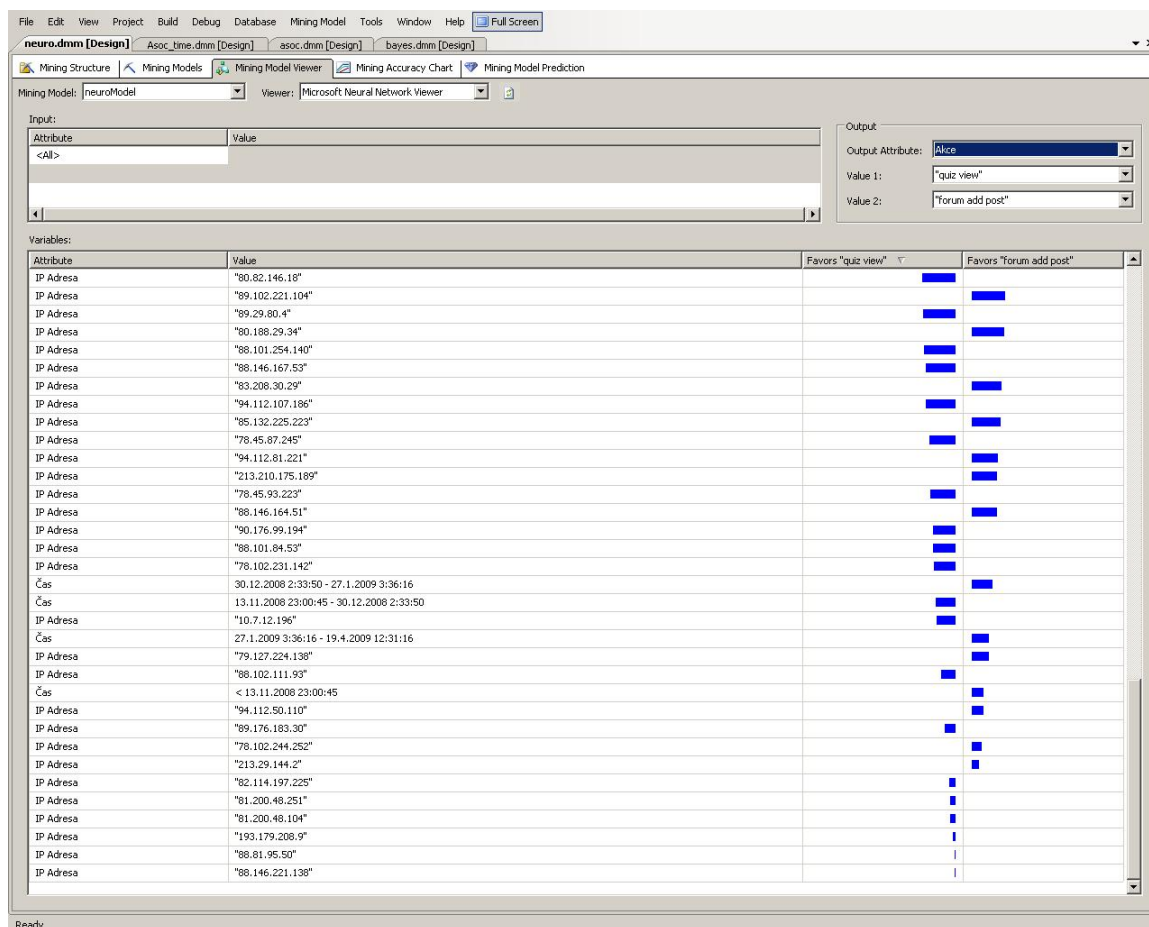 File Edit View Project Build Debug Database Mining Model Tools Window Help Full Screen
neuro.dmm [Design] Asoc_time.dmm [Design] asoc.dmm [Design] bayes.dmm [Design]
Mining Structure Mining Models Mining Model Viewer Mining Accuracy Chart Mining Model Prediction
Mining Model: neuroModel Viewer: Microsoft Neural Network Viewer
Input:
Attribute Value
<All>
Output
Output Attribute: Akce
Value 1: "quiz view"
Value 2: "forum add post"
Variables:
Attribute Value Favors "quiz view" Favors "forum add post"
IP Adresa "80.82.146.18"
IP Adresa "89.102.221.104"
IP Adresa "89.29.80.4"
IP Adresa "80.188.29.34"
IP Adresa "88.101.254.140"
IP Adresa "88.146.167.53"
IP Adresa "83.208.30.29"
IP Adresa "94.112.107.186"
IP Adresa "85.132.225.223"
IP Adresa "78.45.87.245"
IP Adresa "94.112.81.221"
IP Adresa "213.210.175.189"
IP Adresa "78.45.93.223"
IP Adresa "88.146.164.51"
IP Adresa "90.176.99.194"
IP Adresa "88.101.84.53"
IP Adresa "78.102.231.142"
Čas 30.12.2008 2:33:50 - 27.1.2009 3:36:16
Čas 13.11.2008 23:00:45 - 30.12.2008 2:33:50
IP Adresa "10.7.12.196"
Čas 27.1.2009 3:36:16 - 19.4.2009 12:31:16
IP Adresa "79.127.224.138"
IP Adresa "88.102.111.93"
Čas < 13.11.2008 23:00:45
IP Adresa "94.112.50.110"
IP Adresa "89.176.183.30"
IP Adresa "78.102.244.252"
IP Adresa "213.29.144.2"
IP Adresa "82.114.197.225"
IP Adresa "81.200.48.251"
IP Adresa "81.200.48.104"
IP Adresa "193.179.208.9"
IP Adresa "88.81.95.50"
IP Adresa "88.146.221.138"
Ready